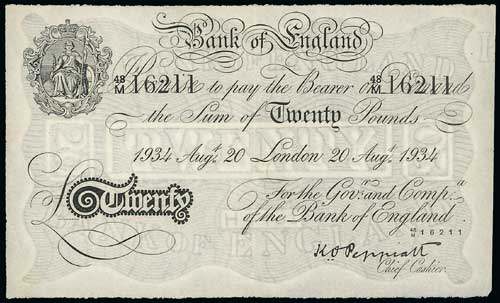 Bank of England
48/M 16211 48/M 16211
Promise to pay the Bearer on Demand
the Sum of Twenty Pounds
1934 Augt. 20 London 20 Augt. 1934
For the Govr. and Compa.
£Twenty of the Bank of England
48/M 16211
K O Peppiatt
Chief Cashier